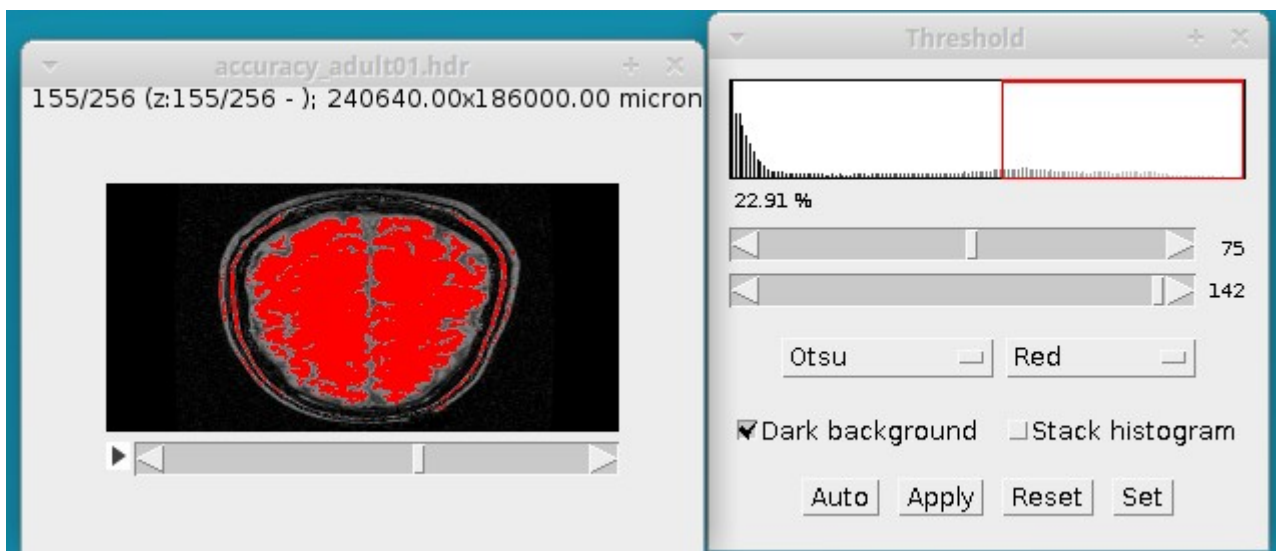 accuracy_adult01.hdr
155/256 (z:155/256 - ); 240640.00x186000.00 micron
Threshold
22.91 %
75
142
Otsu
Red
Dark background
Stack histogram
Auto
Apply
Reset
Set